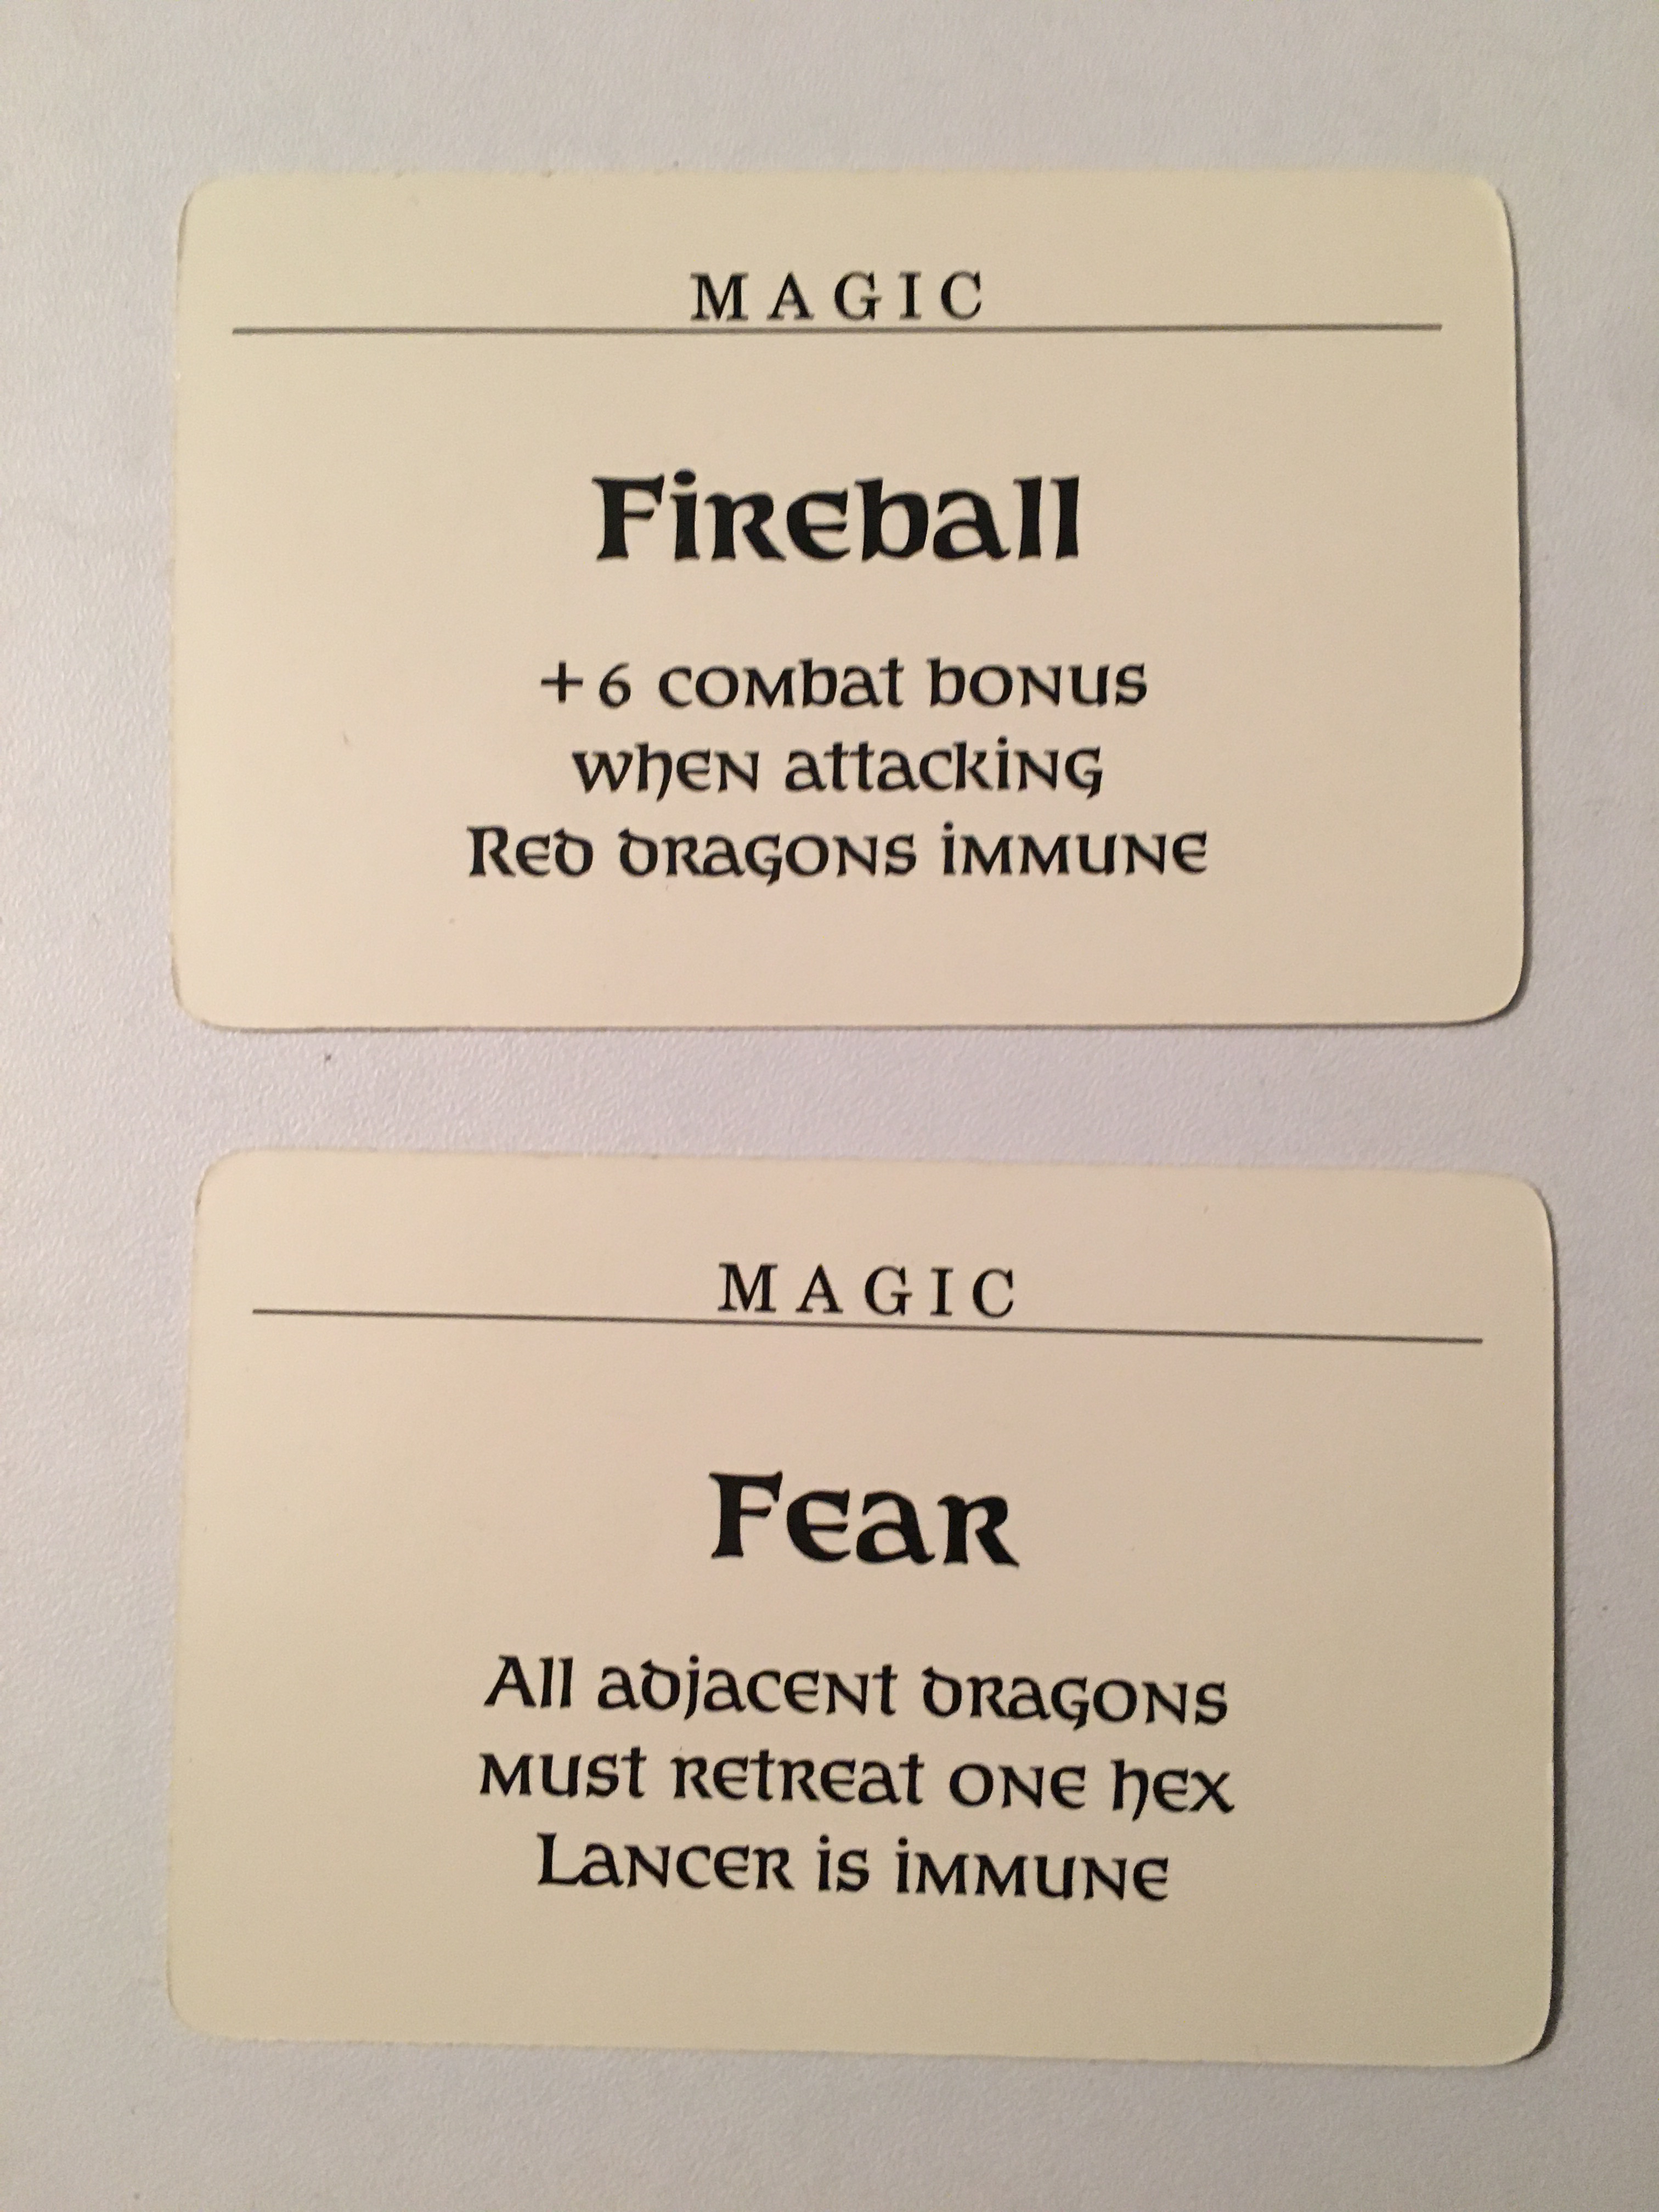 MAGIC
Fireball
+6 combat bonus
when attacking
Red dragons immune
MAGIC
Fear
All adjacent dragons
must retreat one hex
Lancer is immune